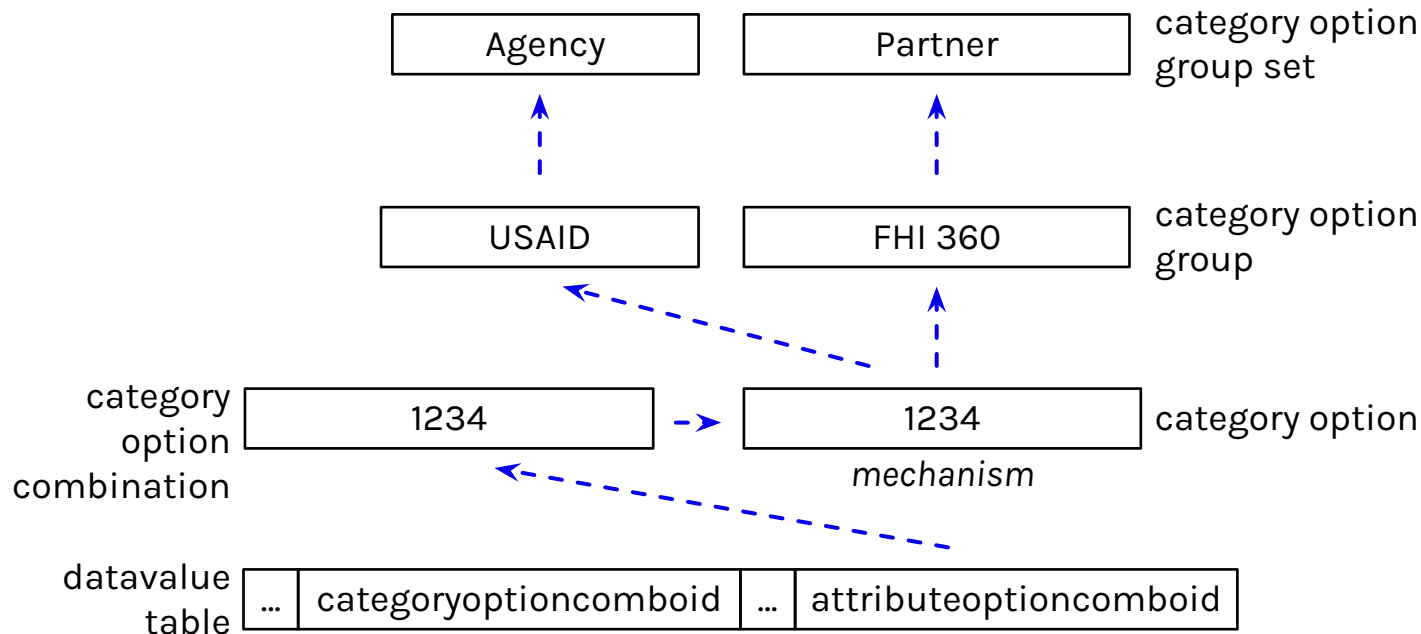 Agency
Partner
category option
group set
USAID
FHI 360
category option
group
category
option
combination
1234
1234
category option
mechanism
datavalue
table
...
categoryoptioncomboid
...
attributeoptioncomboid